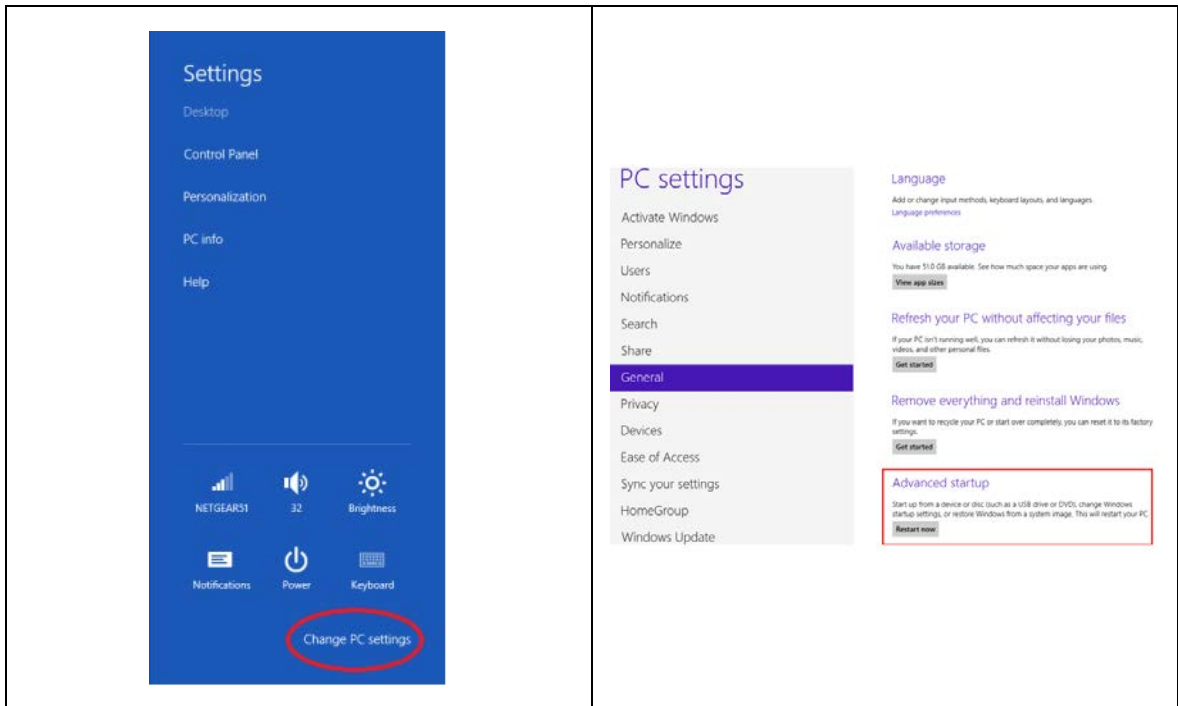 Settings
Desktop
Control Panel
Personalization
PC info
Help
NETGEAR51
32
Brightness
Notifications
Power
Keyboard
Change PC settings
PC settings
Activate Windows
Personalize
Users
Notifications
Search
Share
General
Privacy
Devices
Ease of Access
Sync your settings
HomeGroup
Windows Update
Language
Add or change input methods, keyboard layouts, and languages.
Language preferences
Available storage
You have 51.0 GB available. See how much space your apps are using.
View app sizes
Refresh your PC without affecting your files
If your PC isn't running well, you can refresh it without losing your photos, music,
videos, and other personal files.
Get started
Remove everything and reinstall Windows
If you want to recycle your PC or start over completely, you can reset it to its factory
settings.
Get started
Advanced startup
Start up from a device or disc (such as a USB drive or DVD), change Windows
startup settings, or restore Windows from a system image. This will restart your PC.
Restart now